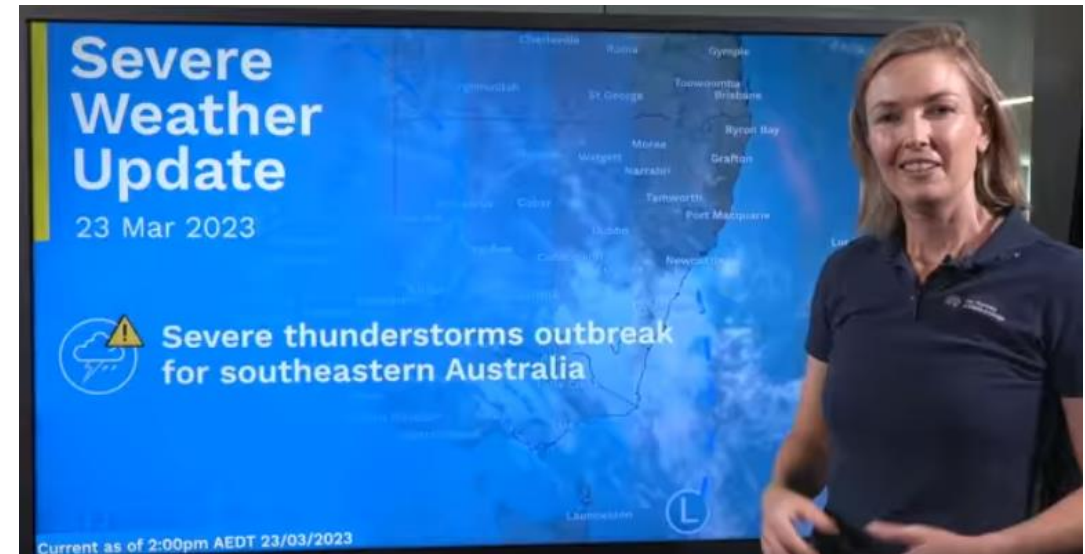 Severe
Weather
Update
23 Mar 2023
Severe thunderstorms outbreak
for southeastern Australia
Charleville
Roma
Gympie
Toowoomba
St George
Brisbane
Byron Bay
Moree
Walgett
Grafton
Narrabri
Tamworth
Cobar
Port Macquarie
Dubbo
Newcastle
Launceston
L
Current as of 2:00pm AEDT 23/03/2023